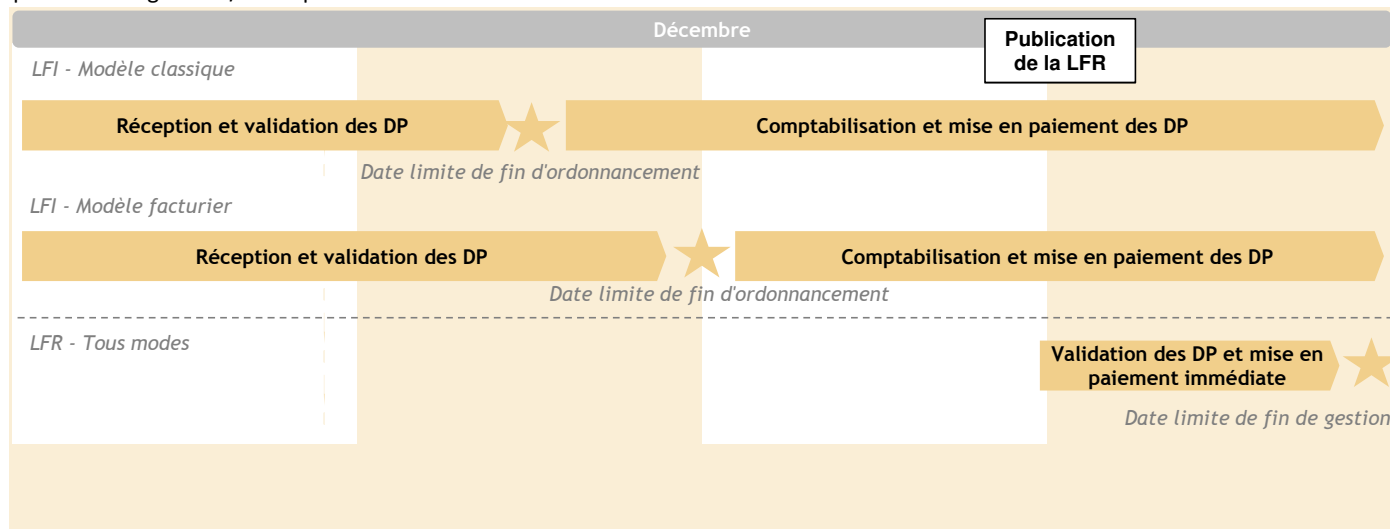 Décembre
Publication
de la LFR
LFI - Modèle classique
Réception et validation des DP
Comptabilisation et mise en paiement des DP
Date limite de fin d'ordonnancement
LFI - Modèle facturier
Réception et validation des DP
Comptabilisation et mise en paiement des DP
Date limite de fin d'ordonnancement
LFR - Tous modes
Validation des DP et mise en
paiement immédiate
Date limite de fin de gestion